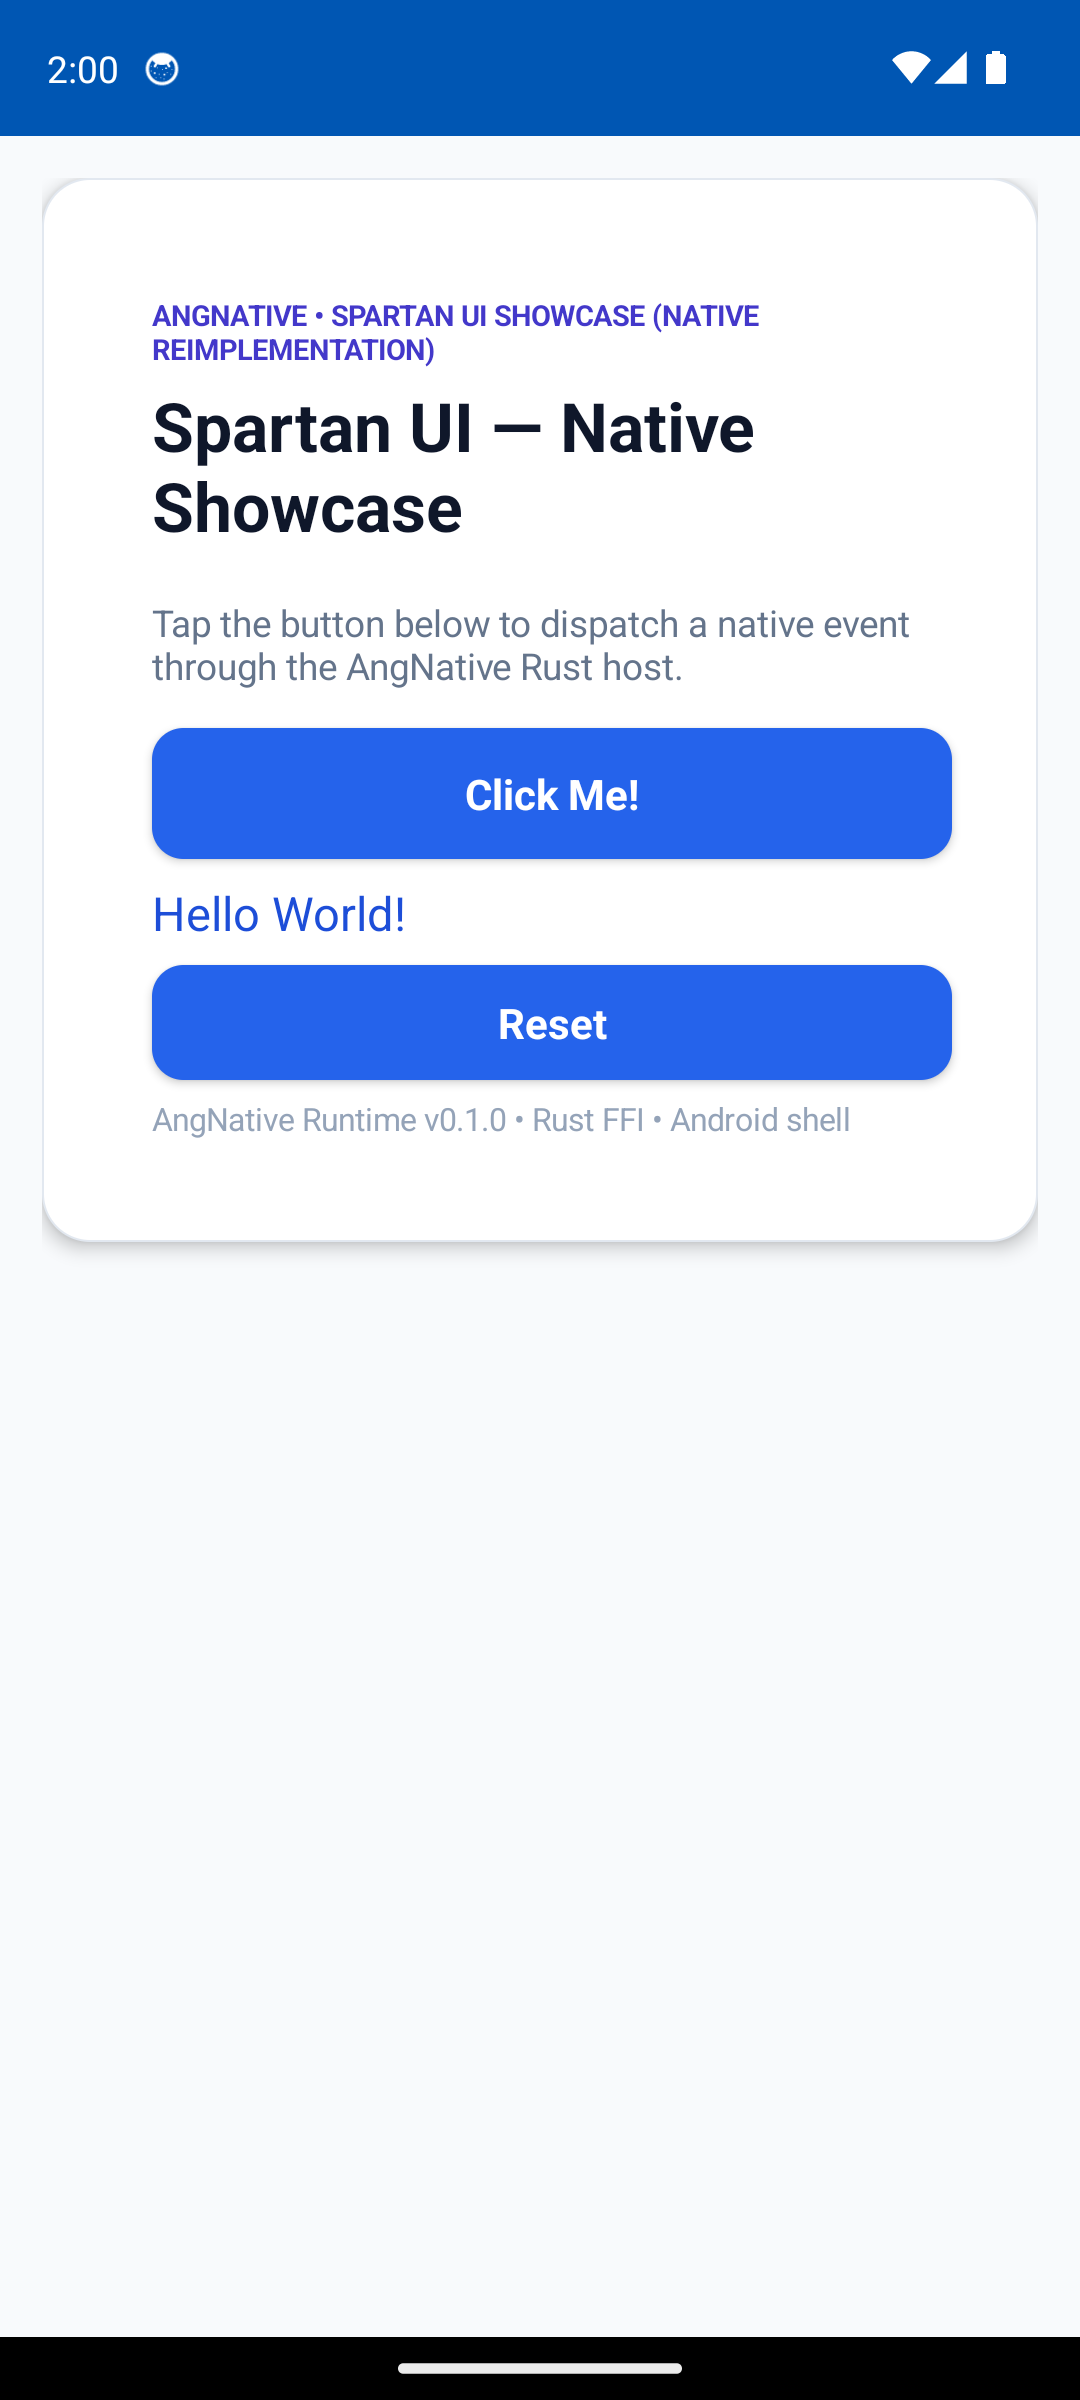 2:00
ANGNATIVE • SPARTAN UI SHOWCASE (NATIVE
REIMPLEMENTATION)
Spartan UI — Native
Showcase
Tap the button below to dispatch a native event
through the AngNative Rust host.
Click Me!
Hello World!
Reset
AngNative Runtime v0.1.0 • Rust FFI • Android shell